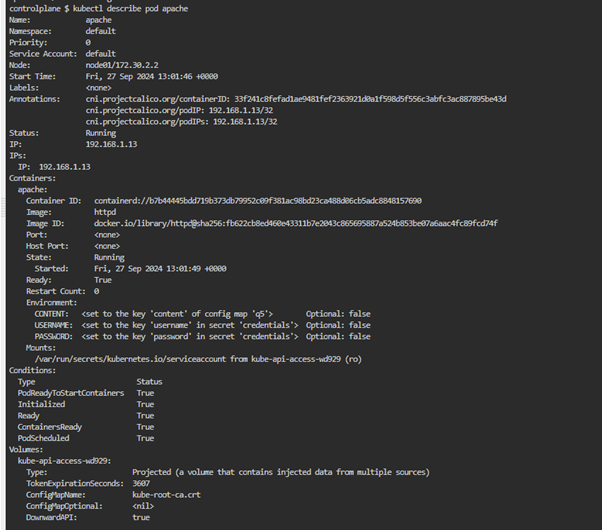 controlplane $ kubectl describe pod apache
Name:             apache
Namespace:        default
Priority:         0
Service Account:  default
Node:             node01/172.30.2.2
Start Time:       Fri, 27 Sep 2024 13:01:46 +0000
Labels:           <none>
Annotations:      cni.projectcalico.org/containerID: 33f241c8fefad1ae9481fef2363921d0a1f598d5f556c3abfc3ac887895be43d
                  cni.projectcalico.org/podIP: 192.168.1.13/32
                  cni.projectcalico.org/podIPs: 192.168.1.13/32
Status:           Running
IP:               192.168.1.13
IPs:
  IP:  192.168.1.13
Containers:
  apache:
    Container ID:   containerd://b7b44445bdd719b373db79952c09f381ac98bd23ca488d06cb5adc8848157690
    Image:          httpd
    Image ID:       docker.io/library/httpd@sha256:fb622cb8ed460e43311b7e2043c865695887a524b853be07a6aac4fc89fcd74f
    Port:           <none>
    Host Port:      <none>
    State:          Running
      Started:      Fri, 27 Sep 2024 13:01:49 +0000
    Ready:          True
    Restart Count:  0
    Environment:
      CONTENT:   <set to the key 'content' of config map 'q5'>        Optional: false
      USERNAME:  <set to the key 'username' in secret 'credentials'>  Optional: false
      PASSWORD:  <set to the key 'password' in secret 'credentials'>  Optional: false
    Mounts:
      /var/run/secrets/kubernetes.io/serviceaccount from kube-api-access-wd929 (ro)
Conditions:
  Type                        Status
  PodReadyToStartContainers   True
  Initialized                 True
  Ready                       True
  ContainersReady             True
  PodScheduled                True
Volumes:
  kube-api-access-wd929:
    Type:                    Projected (a volume that contains injected data from multiple sources)
    TokenExpirationSeconds:  3607
    ConfigMapName:           kube-root-ca.crt
    ConfigMapOptional:       <nil>
    DownwardAPI:             true